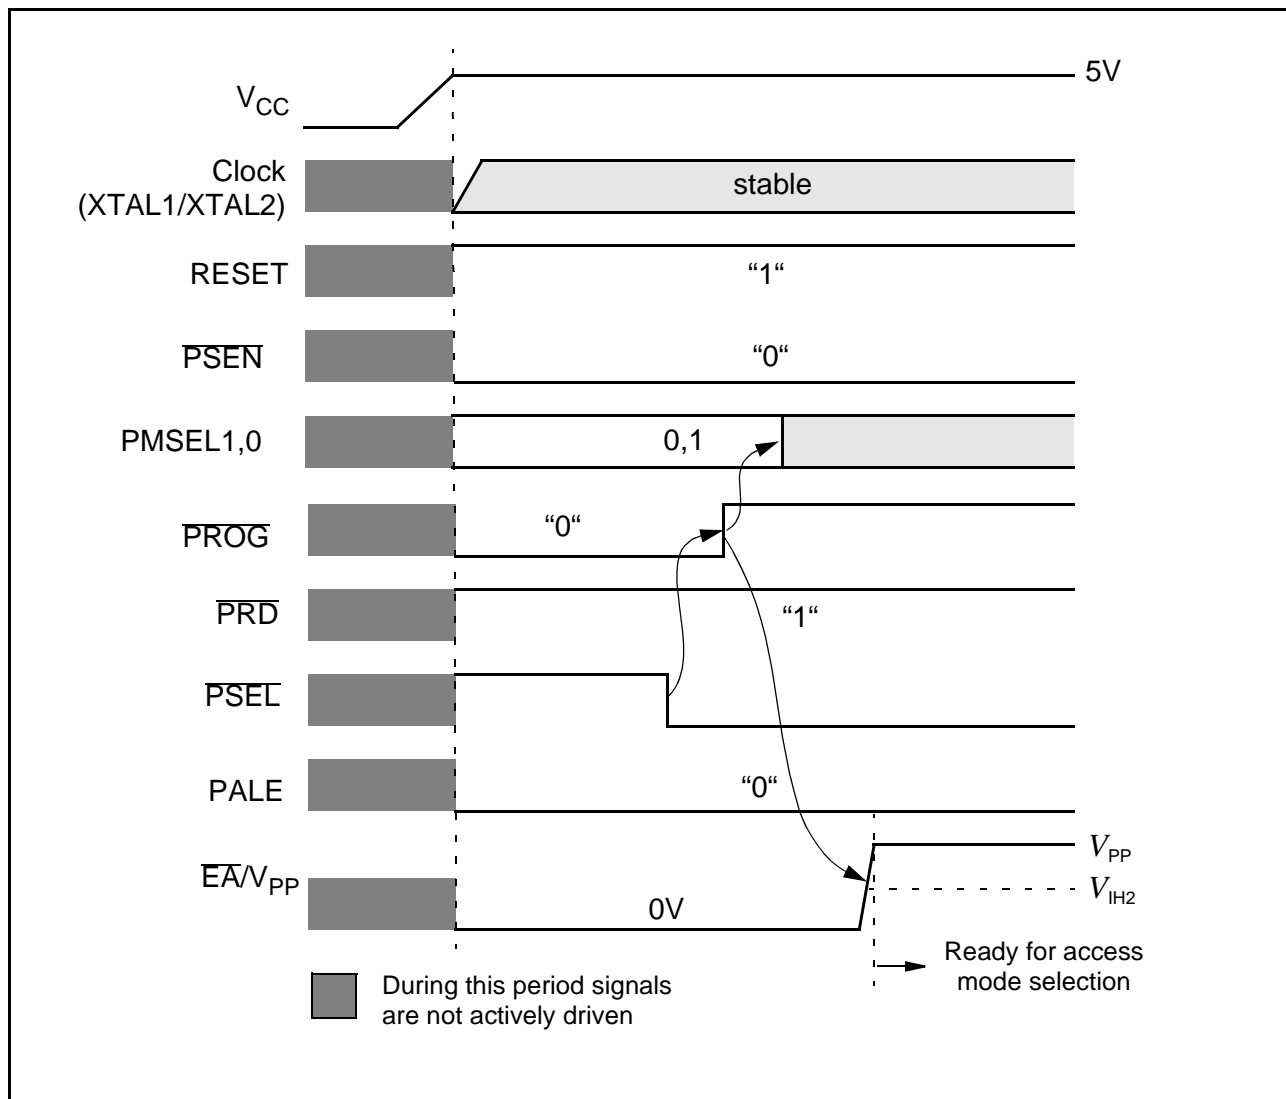 5V
VCC
Clock
(XTAL1/XTAL2)
stable
RESET
“1“
PSEN
“0“
PMSEL1,0
0,1
PROG
“0“
PRD
“1“
PSEL
PALE
“0“
EA/VPP
0V
VPP
VIH2
Ready for access
mode selection
During this period signals
are not actively driven